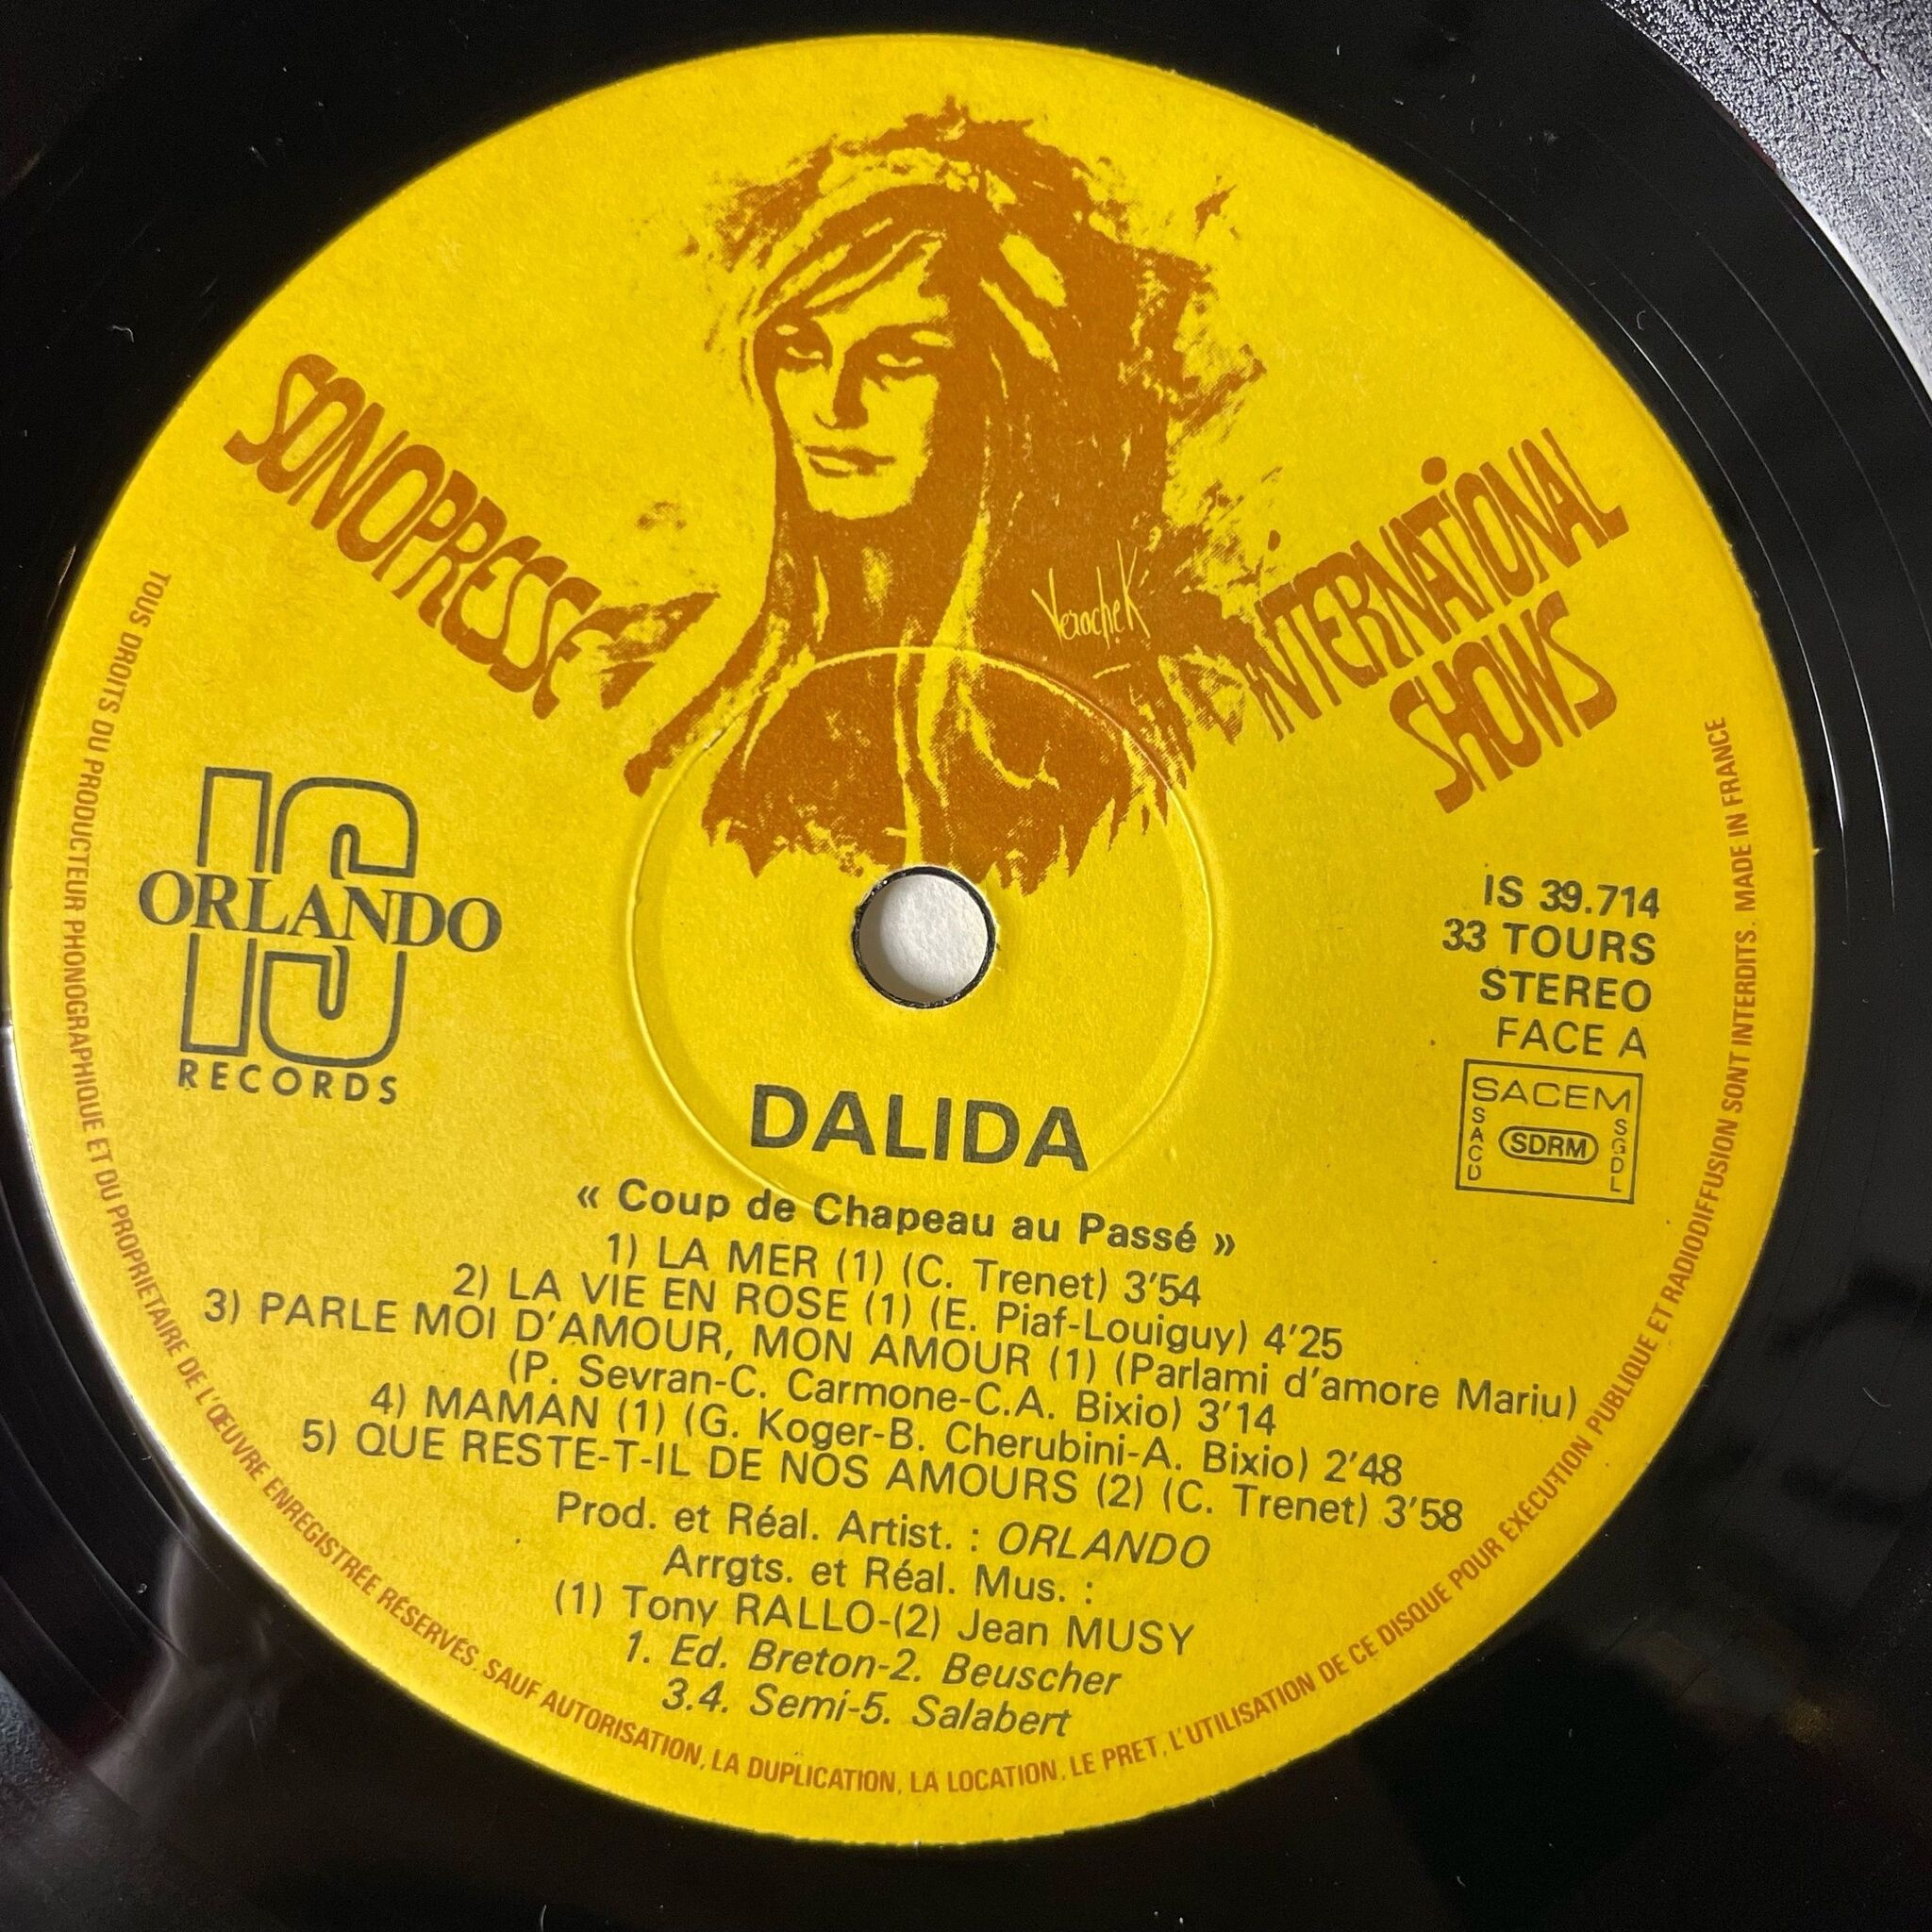 SONOPRESSE
VerocheK
INTERNATIONAL
SHOWS
IS
ORLANDO
RECORDS
IS 39.714
33 TOURS
STEREO
FACE A
SACEM
SACD
SDRM
SGDL
DALIDA
« Coup de Chapeau au Passé »
1) LA MER (1) (C. Trenet) 3'54
2) LA VIE EN ROSE (1) (E. Piaf-Louiguy) 4'25
3) PARLE MOI D'AMOUR, MON AMOUR (1) (Parlami d'amore Mariu)
(P. Sevran-C. Carmone-C.A. Bixio) 3'14
4) MAMAN (1) (G. Koger-B. Cherubini-A. Bixio) 2'48
5) QUE RESTE-T-IL DE NOS AMOURS (2) (C. Trenet) 3'58
Prod. et Réal. Artist. : ORLANDO
Arrgts. et Réal. Mus. :
(1) Tony RALLO-(2) Jean MUSY
1. Ed. Breton-2. Beuscher
3.4. Semi-5. Salabert
TOUS DROITS DU PRODUCTEUR PHONOGRAPHIQUE ET DU PROPRIETAIRE DE L'ŒUVRE ENREGISTRÉE RÉSERVÉS. SAUF AUTORISATION, LA DUPLICATION, LA LOCATION, LE PRET, L'UTILISATION DE CE DISQUE POUR EXÉCUTION PUBLIQUE ET RADIODIFFUSION SONT INTERDITS. MADE IN FRANCE